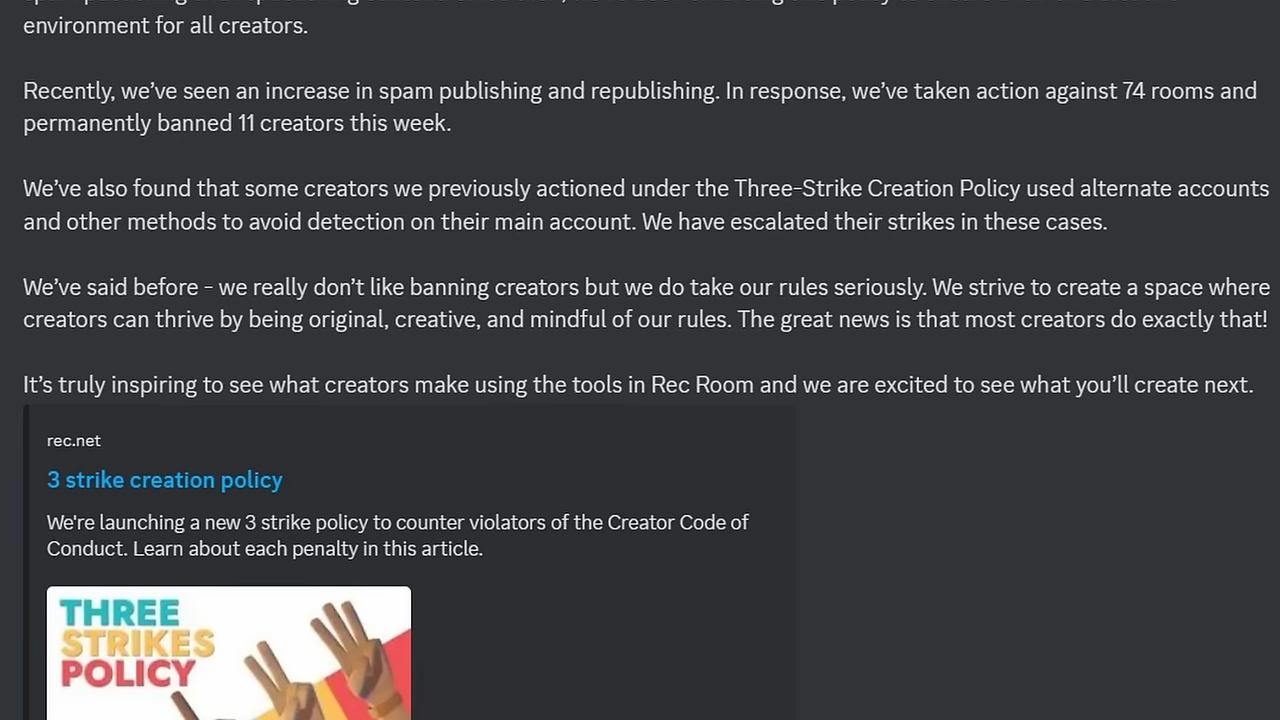 environment for all creators.
Recently, we've seen an increase in spam publishing and republishing. In response, we've taken action against 74 rooms and
permanently banned 11 creators this week.
We've also found that some creators we previously actioned under the Three-Strike Creation Policy used alternate accounts
and other methods to avoid detection on their main account. We have escalated their strikes in these cases.
We've said before - we really don't like banning creators but we do take our rules seriously. We strive to create a space where
creators can thrive by being original, creative, and mindful of our rules. The great news is that most creators do exactly that!
It's truly inspiring to see what creators make using the tools in Rec Room and we are excited to see what you'll create next.
rec.net
3 strike creation policy
We're launching a new 3 strike policy to counter violators of the Creator Code of
Conduct. Learn about each penalty in this article.
THREE
STRIKES
POLICY